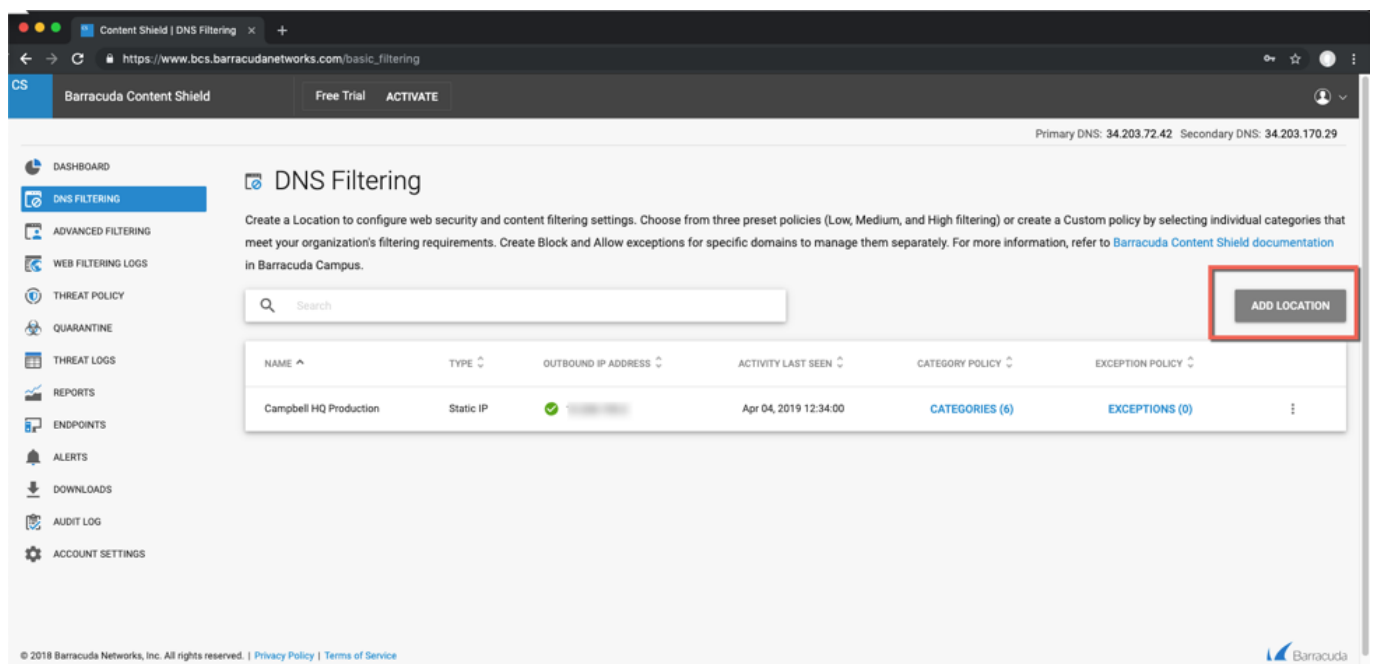 Content Shield | DNS Filtering
https://www.bcs.barracudanetworks.com/basic_filtering
CS
Barracuda Content Shield
Free Trial ACTIVATE
Primary DNS: 34.203.72.42 Secondary DNS: 34.203.170.29
DASHBOARD
DNS FILTERING
ADVANCED FILTERING
WEB FILTERING LOGS
THREAT POLICY
QUARANTINE
THREAT LOGS
REPORTS
ENDPOINTS
ALERTS
DOWNLOADS
AUDIT LOG
ACCOUNT SETTINGS
DNS Filtering
Create a Location to configure web security and content filtering settings. Choose from three preset policies (Low, Medium, and High filtering) or create a Custom policy by selecting individual categories that
meet your organization's filtering requirements. Create Block and Allow exceptions for specific domains to manage them separately. For more information, refer to Barracuda Content Shield documentation
in Barracuda Campus.
Search
ADD LOCATION
NAME TYPE OUTBOUND IP ADDRESS ACTIVITY LAST SEEN CATEGORY POLICY EXCEPTION POLICY
Campbell HQ Production Static IP Apr 04, 2019 12:34:00 CATEGORIES (6) EXCEPTIONS (0)
© 2018 Barracuda Networks, Inc. All rights reserved. | Privacy Policy | Terms of Service
Barracuda